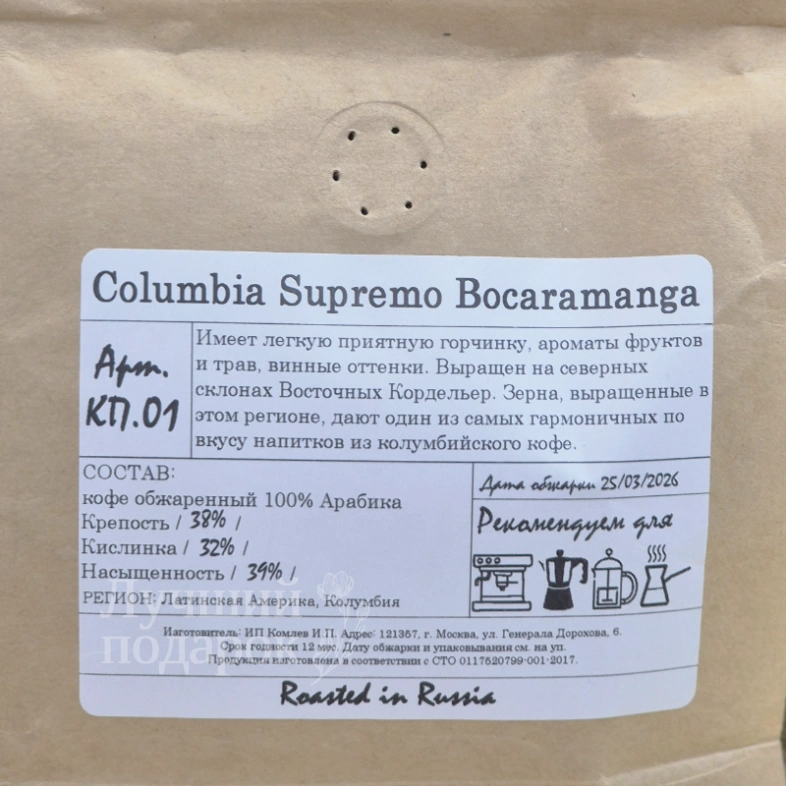 Columbia Supremo Bocaramanga
Арт.
КП.01
Имеет легкую приятную горчинку, ароматы фруктов
и трав, винные оттенки. Выращен на северных
склонах Восточных Кордельер. Зерна, выращенные в
этом регионе, дают один из самых гармоничных по
вкусу напитков из колумбийского кофе.
СОСТАВ:
кофе обжаренный 100% Арабика
Крепость / 38% /
Кислинка / 32% /
Насыщенность / 39% /
РЕГИОН: Латинская Америка, Колумбия
Дата обжарки 25/03/2026
Рекомендуем для
Лучший
подарок
Изготовитель: ИП Комлев И.П. Адрес: 121357, г. Москва, ул. Генерала Дорохова, 6.
Срок годности 12 мес. Дату обжарки и упаковывания см. на уп.
Продукция изготовлена в соответствии с СТО 0117520799-001-2017.
Roasted in Russia